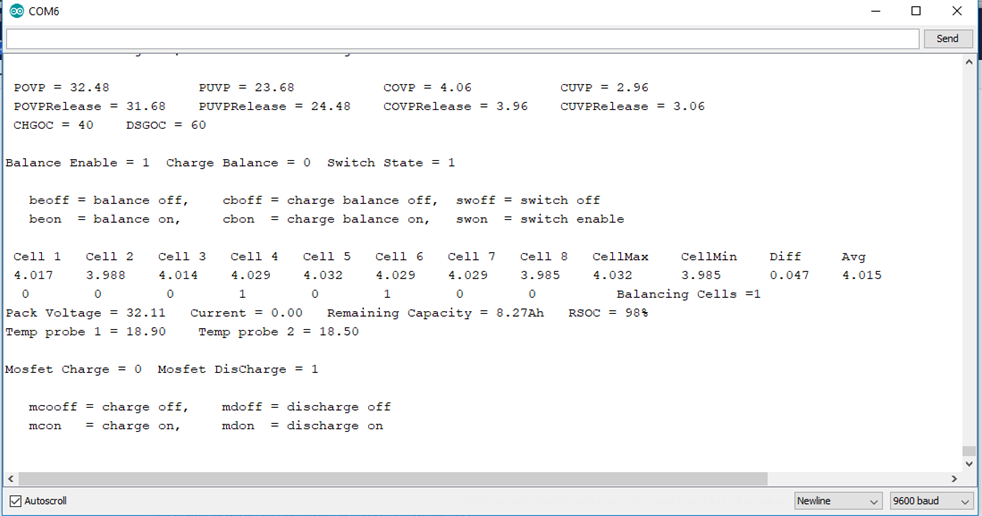 COM6
Send
POVP = 32.48 PUVP = 23.68 COVP = 4.06 CUVP = 2.96
POVPRelease = 31.68 PUVPRelease = 24.48 COVPRelease = 3.96 CUVPRelease = 3.06
CHGOC = 40 DSGOC = 60
Balance Enable = 1 Charge Balance = 0 Switch State = 1
beoff = balance off, cboff = charge balance off, swoff = switch off
beon = balance on, cbon = charge balance on, swon = switch enable
Cell 1 Cell 2 Cell 3 Cell 4 Cell 5 Cell 6 Cell 7 Cell 8 CellMax CellMin Diff Avg
4.017 3.988 4.014 4.029 4.032 4.029 4.029 3.985 4.032 3.985 0.047 4.015
0 0 0 1 0 1 0 0 Balancing Cells =1
Pack Voltage = 32.11 Current = 0.00 Remaining Capacity = 8.27Ah RSOC = 98%
Temp probe 1 = 18.90 Temp probe 2 = 18.50
Mosfet Charge = 0 Mosfet DisCharge = 1
mcooff = charge off, mdoff = discharge off
mcon = charge on, mdon = discharge on
Autoscroll Newline 9600 baud